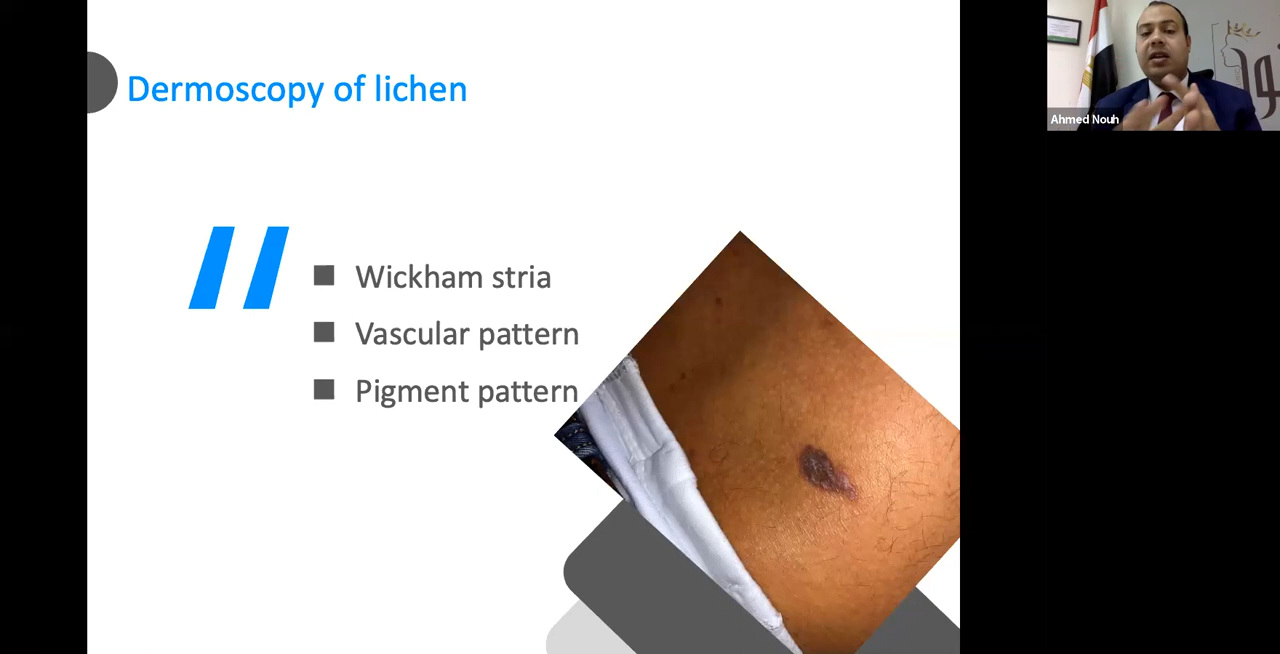 Dermoscopy of lichen
Wickham stria
Vascular pattern
Pigment pattern
Ahmed Nouh